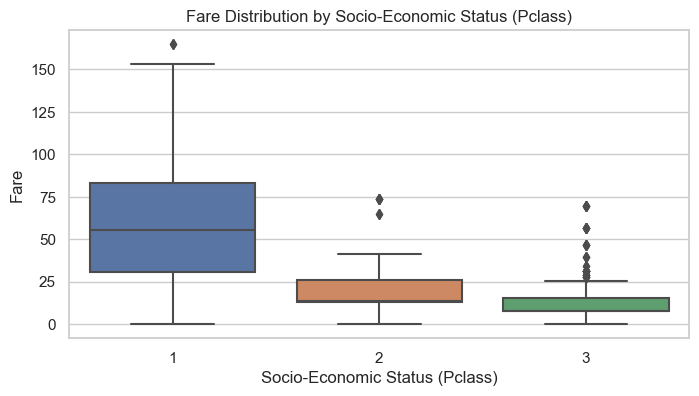 Fare Distribution by Socio-Economic Status (Pclass)
150
125
100
75
50
25
0
Fare
1 2 3
Socio-Economic Status (Pclass)